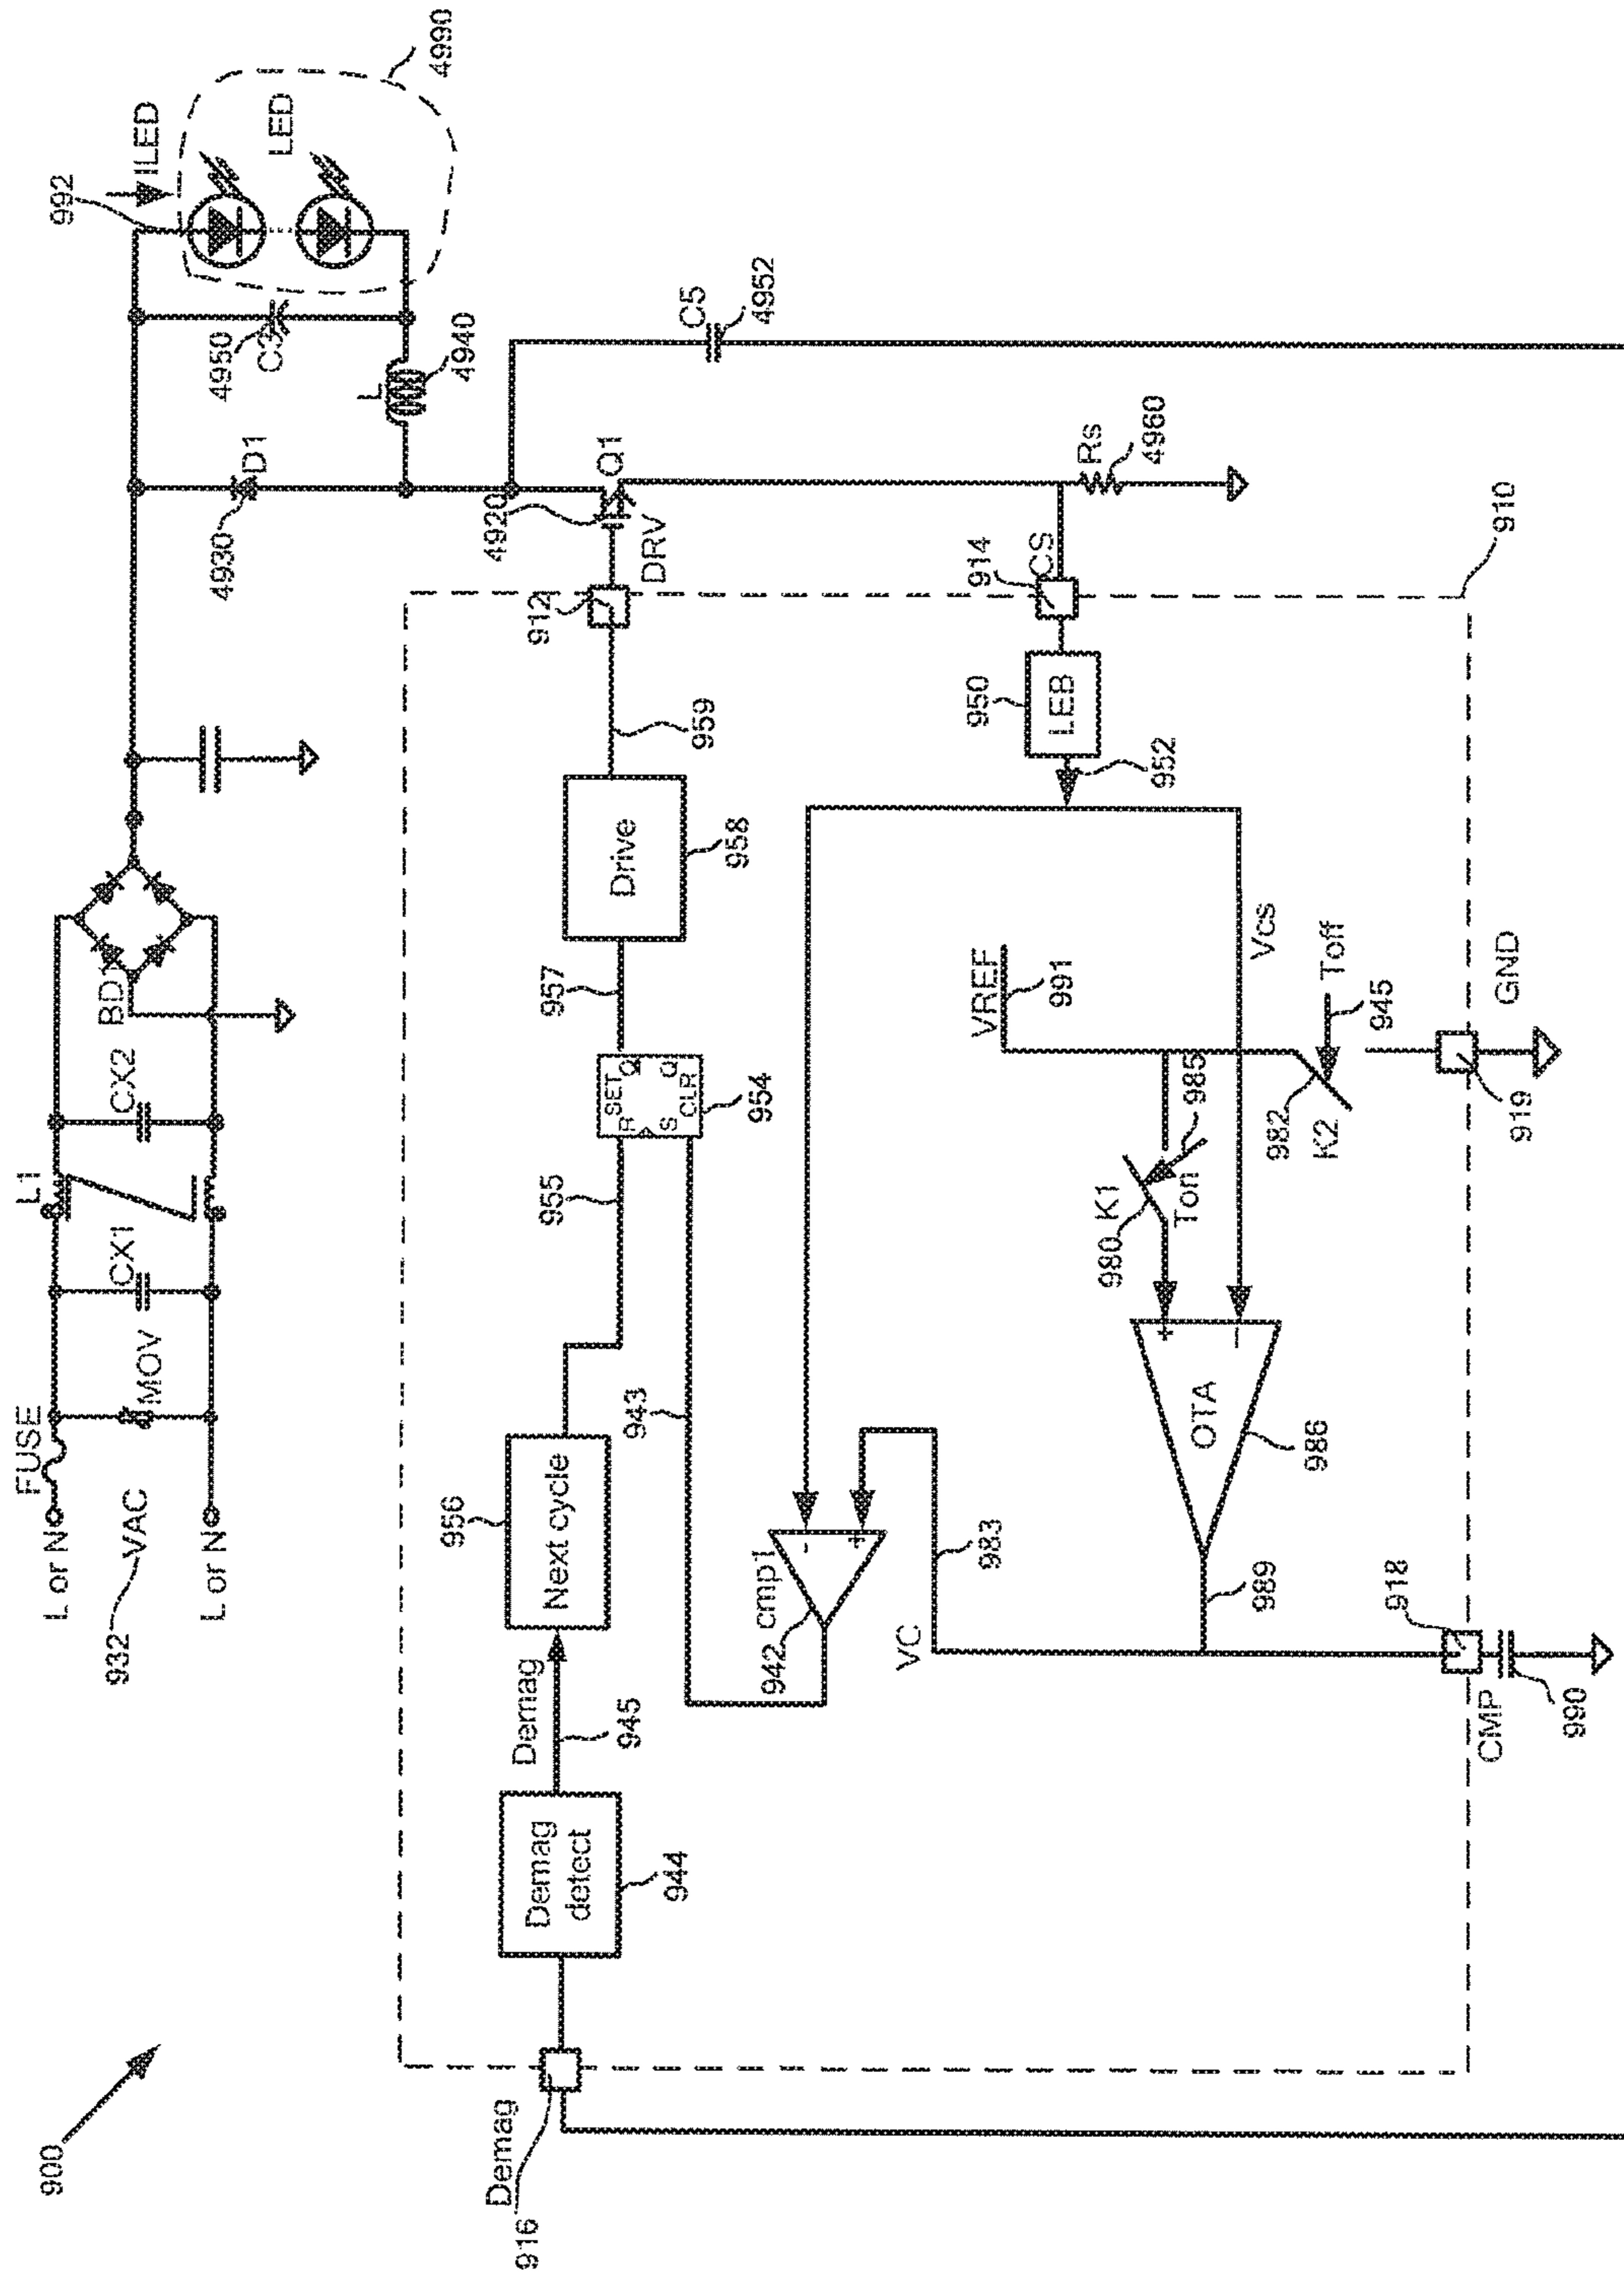 900
FUSE
L or N
932
VAC
L or N
MOV
CX1
L1
CX2
BD1
992
ILED
LED
4990
4950
C3
L
4940
4930
D1
C5
4952
4920
Q1
DRV
912
Rs
4960
914
CS
910
Demag
916
Demag
detect
944
Demag
945
Next cycle
956
955
R
SET
Q
S
CLR
Q
954
957
Drive
958
959
950
LEB
952
943
942
cmp1
-
+
VC
983
VREF
991
Vcs
980
K1
Ton
985
982
K2
Toff
945
+
-
OTA
986
989
918
CMP
990
919
GND